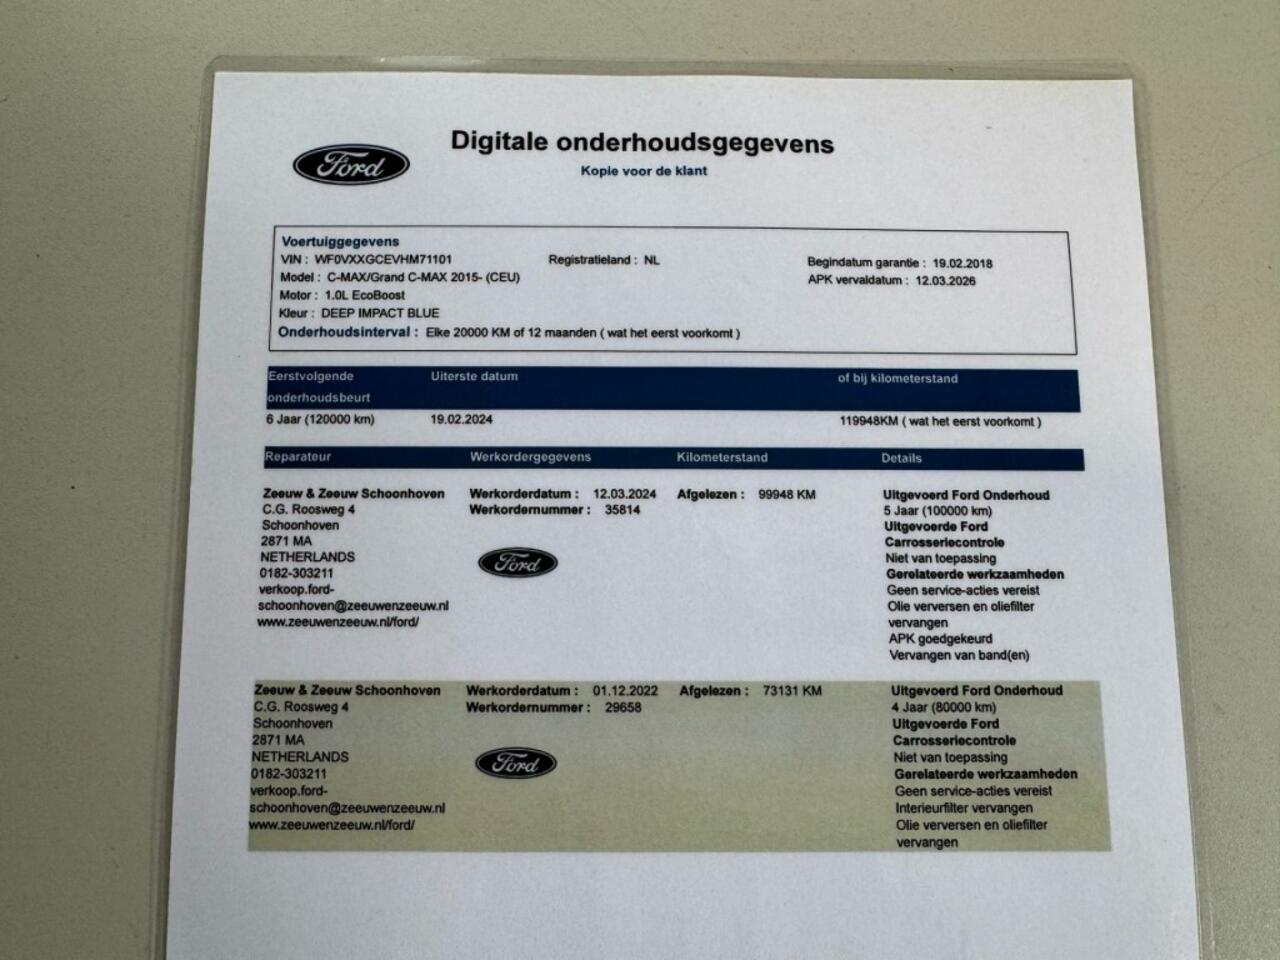 Ford
Digitale onderhoudsgegevens
Kopie voor de klant
Voertuiggegevens
VIN : WF0VXXGCEVHM71101
Registratieland : NL
Begindatum garantie : 19.02.2018
Model : C-MAX/Grand C-MAX 2015- (CEU)
APK vervaldatum : 12.03.2026
Motor : 1.0L EcoBoost
Kleur : DEEP IMPACT BLUE
Onderhoudsinterval : Elke 20000 KM of 12 maanden ( wat het eerst voorkomt )
Eerstvolgende onderhoudsbeurt
Uiterste datum
of bij kilometerstand
6 Jaar (120000 km)
19.02.2024
119948KM ( wat het eerst voorkomt )
Reparateur
Werkordergegevens
Kilometerstand
Details
Zeeuw & Zeeuw Schoonhoven
C.G. Roosweg 4
Schoonhoven
2871 MA
NETHERLANDS
0182-303211
verkoop.ford-
schoonhoven@zeeuwenzeeuw.nl
www.zeeuwenzeeuw.nl/ford/
Werkorderdatum : 12.03.2024
Werkordernummer : 35814
Ford
Afgelezen : 99948 KM
Uitgevoerd Ford Onderhoud
5 Jaar (100000 km)
Uitgevoerde Ford
Carrosseriecontrole
Niet van toepassing
Gerelateerde werkzaamheden
Geen service-acties vereist
Olie verversen en oliefilter
vervangen
APK goedgekeurd
Vervangen van band(en)
Zeeuw & Zeeuw Schoonhoven
C.G. Roosweg 4
Schoonhoven
2871 MA
NETHERLANDS
0182-303211
verkoop.ford-
schoonhoven@zeeuwenzeeuw.nl
www.zeeuwenzeeuw.nl/ford/
Werkorderdatum : 01.12.2022
Werkordernummer : 29658
Ford
Afgelezen : 73131 KM
Uitgevoerd Ford Onderhoud
4 Jaar (80000 km)
Uitgevoerde Ford
Carrosseriecontrole
Niet van toepassing
Gerelateerde werkzaamheden
Geen service-acties vereist
Interieurfilter vervangen
Olie verversen en oliefilter
vervangen